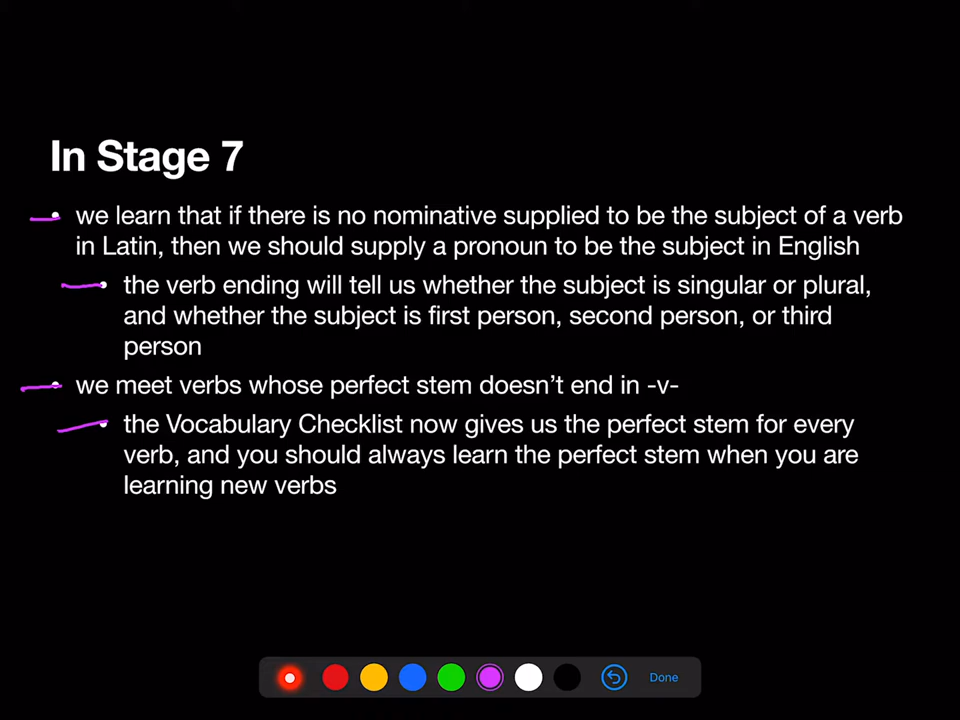 In Stage 7
• we learn that if there is no nominative supplied to be the subject of a verb
in Latin, then we should supply a pronoun to be the subject in English
• the verb ending will tell us whether the subject is singular or plural,
and whether the subject is first person, second person, or third
person
• we meet verbs whose perfect stem doesn’t end in -v-
• the Vocabulary Checklist now gives us the perfect stem for every
verb, and you should always learn the perfect stem when you are
learning new verbs
Done